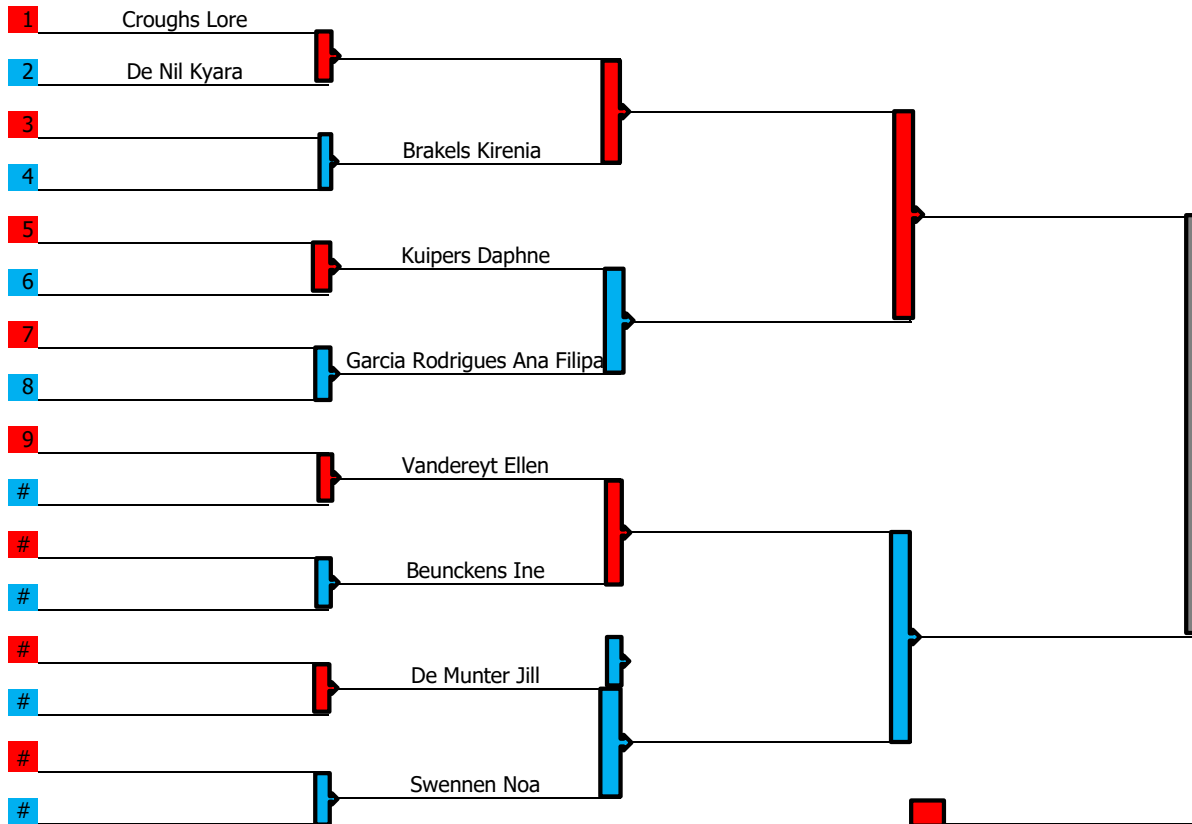 1 Croughs Lore
2 De Nil Kyara
3
4 Brakels Kirenia
5
Kuipers Daphne
6
7
Garcia Rodrigues Ana Filipa
8
9
Vandereyt Ellen
#
#
Beunckens Ine
#
#
De Munter Jill
#
#
Swennen Noa
#